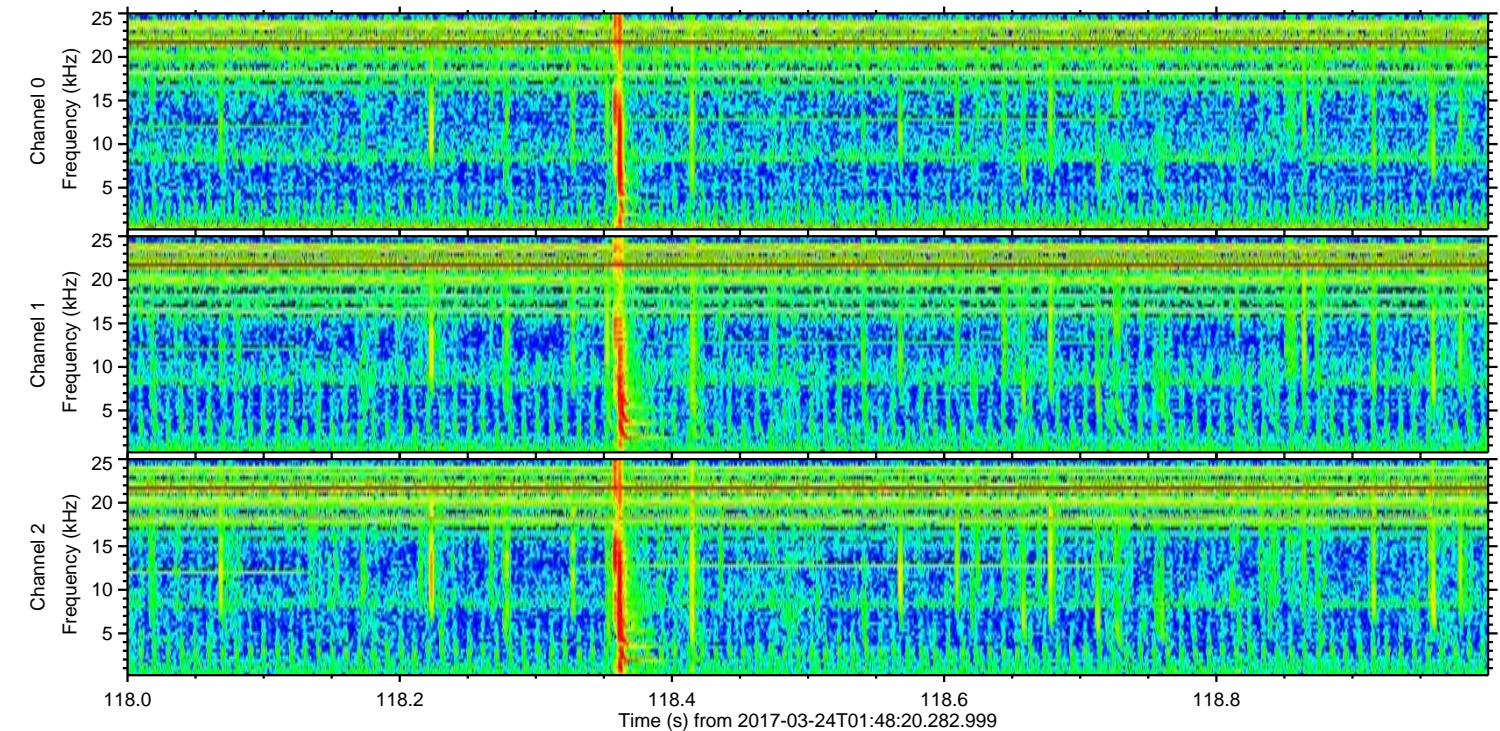 25
20
15
10
5
Channel 0
Frequency (kHz)
25
20
15
10
5
Channel 1
Frequency (kHz)
25
20
15
10
5
Channel 2
Frequency (kHz)
118.0 118.2 118.4 118.6 118.8
Time (s) from 2017-03-24T01:48:20.282.999